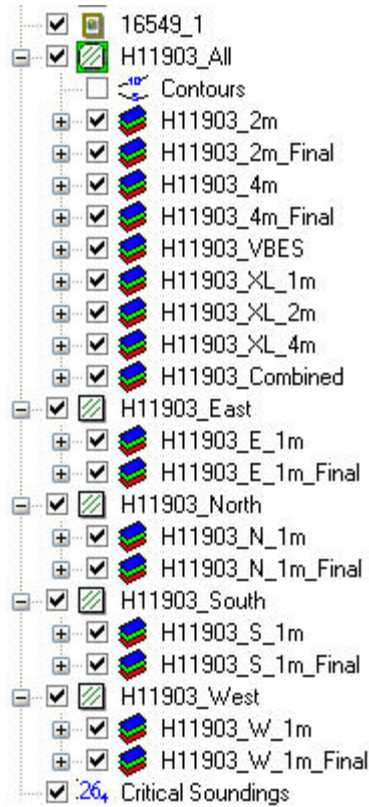 16549_1
H11903_All
Contours
H11903_2m
H11903_2m_Final
H11903_4m
H11903_4m_Final
H11903_VBES
H11903_XL_1m
H11903_XL_2m
H11903_XL_4m
H11903_Combined
H11903_East
H11903_E_1m
H11903_E_1m_Final
H11903_North
H11903_N_1m
H11903_N_1m_Final
H11903_South
H11903_S_1m
H11903_S_1m_Final
H11903_West
H11903_W_1m
H11903_W_1m_Final
26₄ Critical Soundings